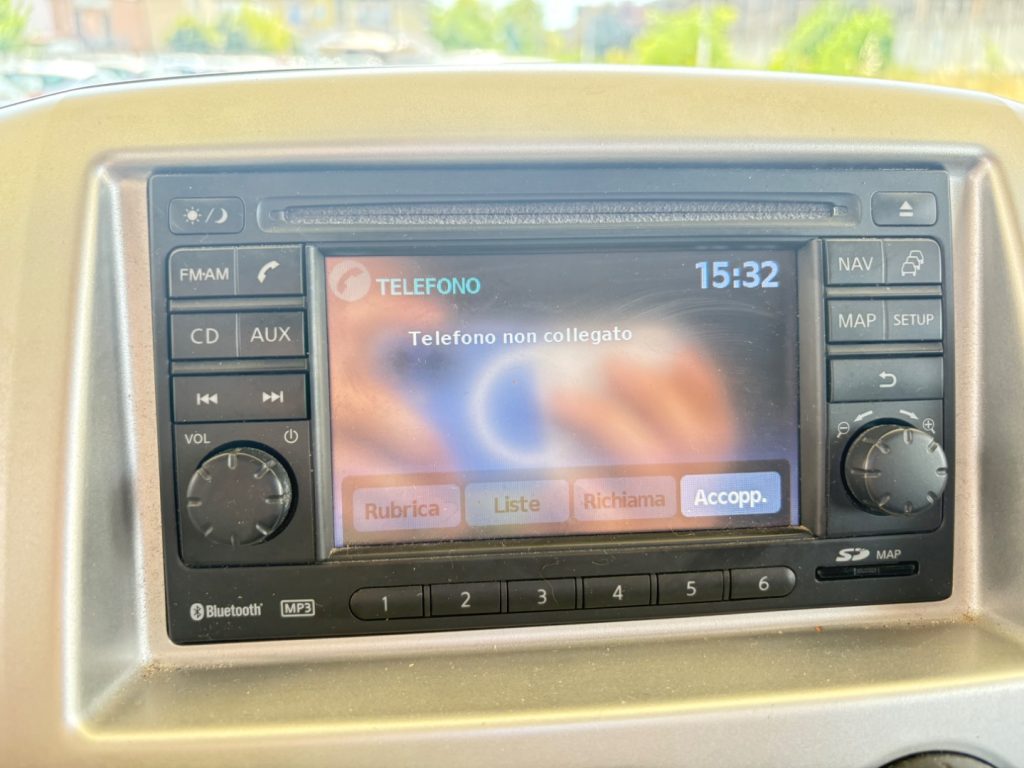 FM·AM
CD
AUX
VOL
TELEFONO
15:32
Telefono non collegato
Rubrica
Liste
Richiama
Accopp.
NAV
MAP
SETUP
SD MAP
Bluetooth
MP3
1
2
3
4
5
6